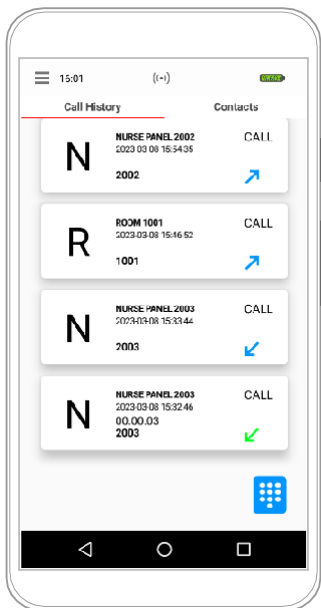 16:01
Call History Contacts
N
NURSE PANEL 2002
2023-03-08 15:54:35
2002
CALL
R
ROOM 1001
2023-03-08 15:46:52
1001
CALL
N
NURSE PANEL 2003
2023-03-08 15:33:44
2003
CALL
N
NURSE PANEL 2003
2023-03-08 15:32:46
00.00.03
2003
CALL